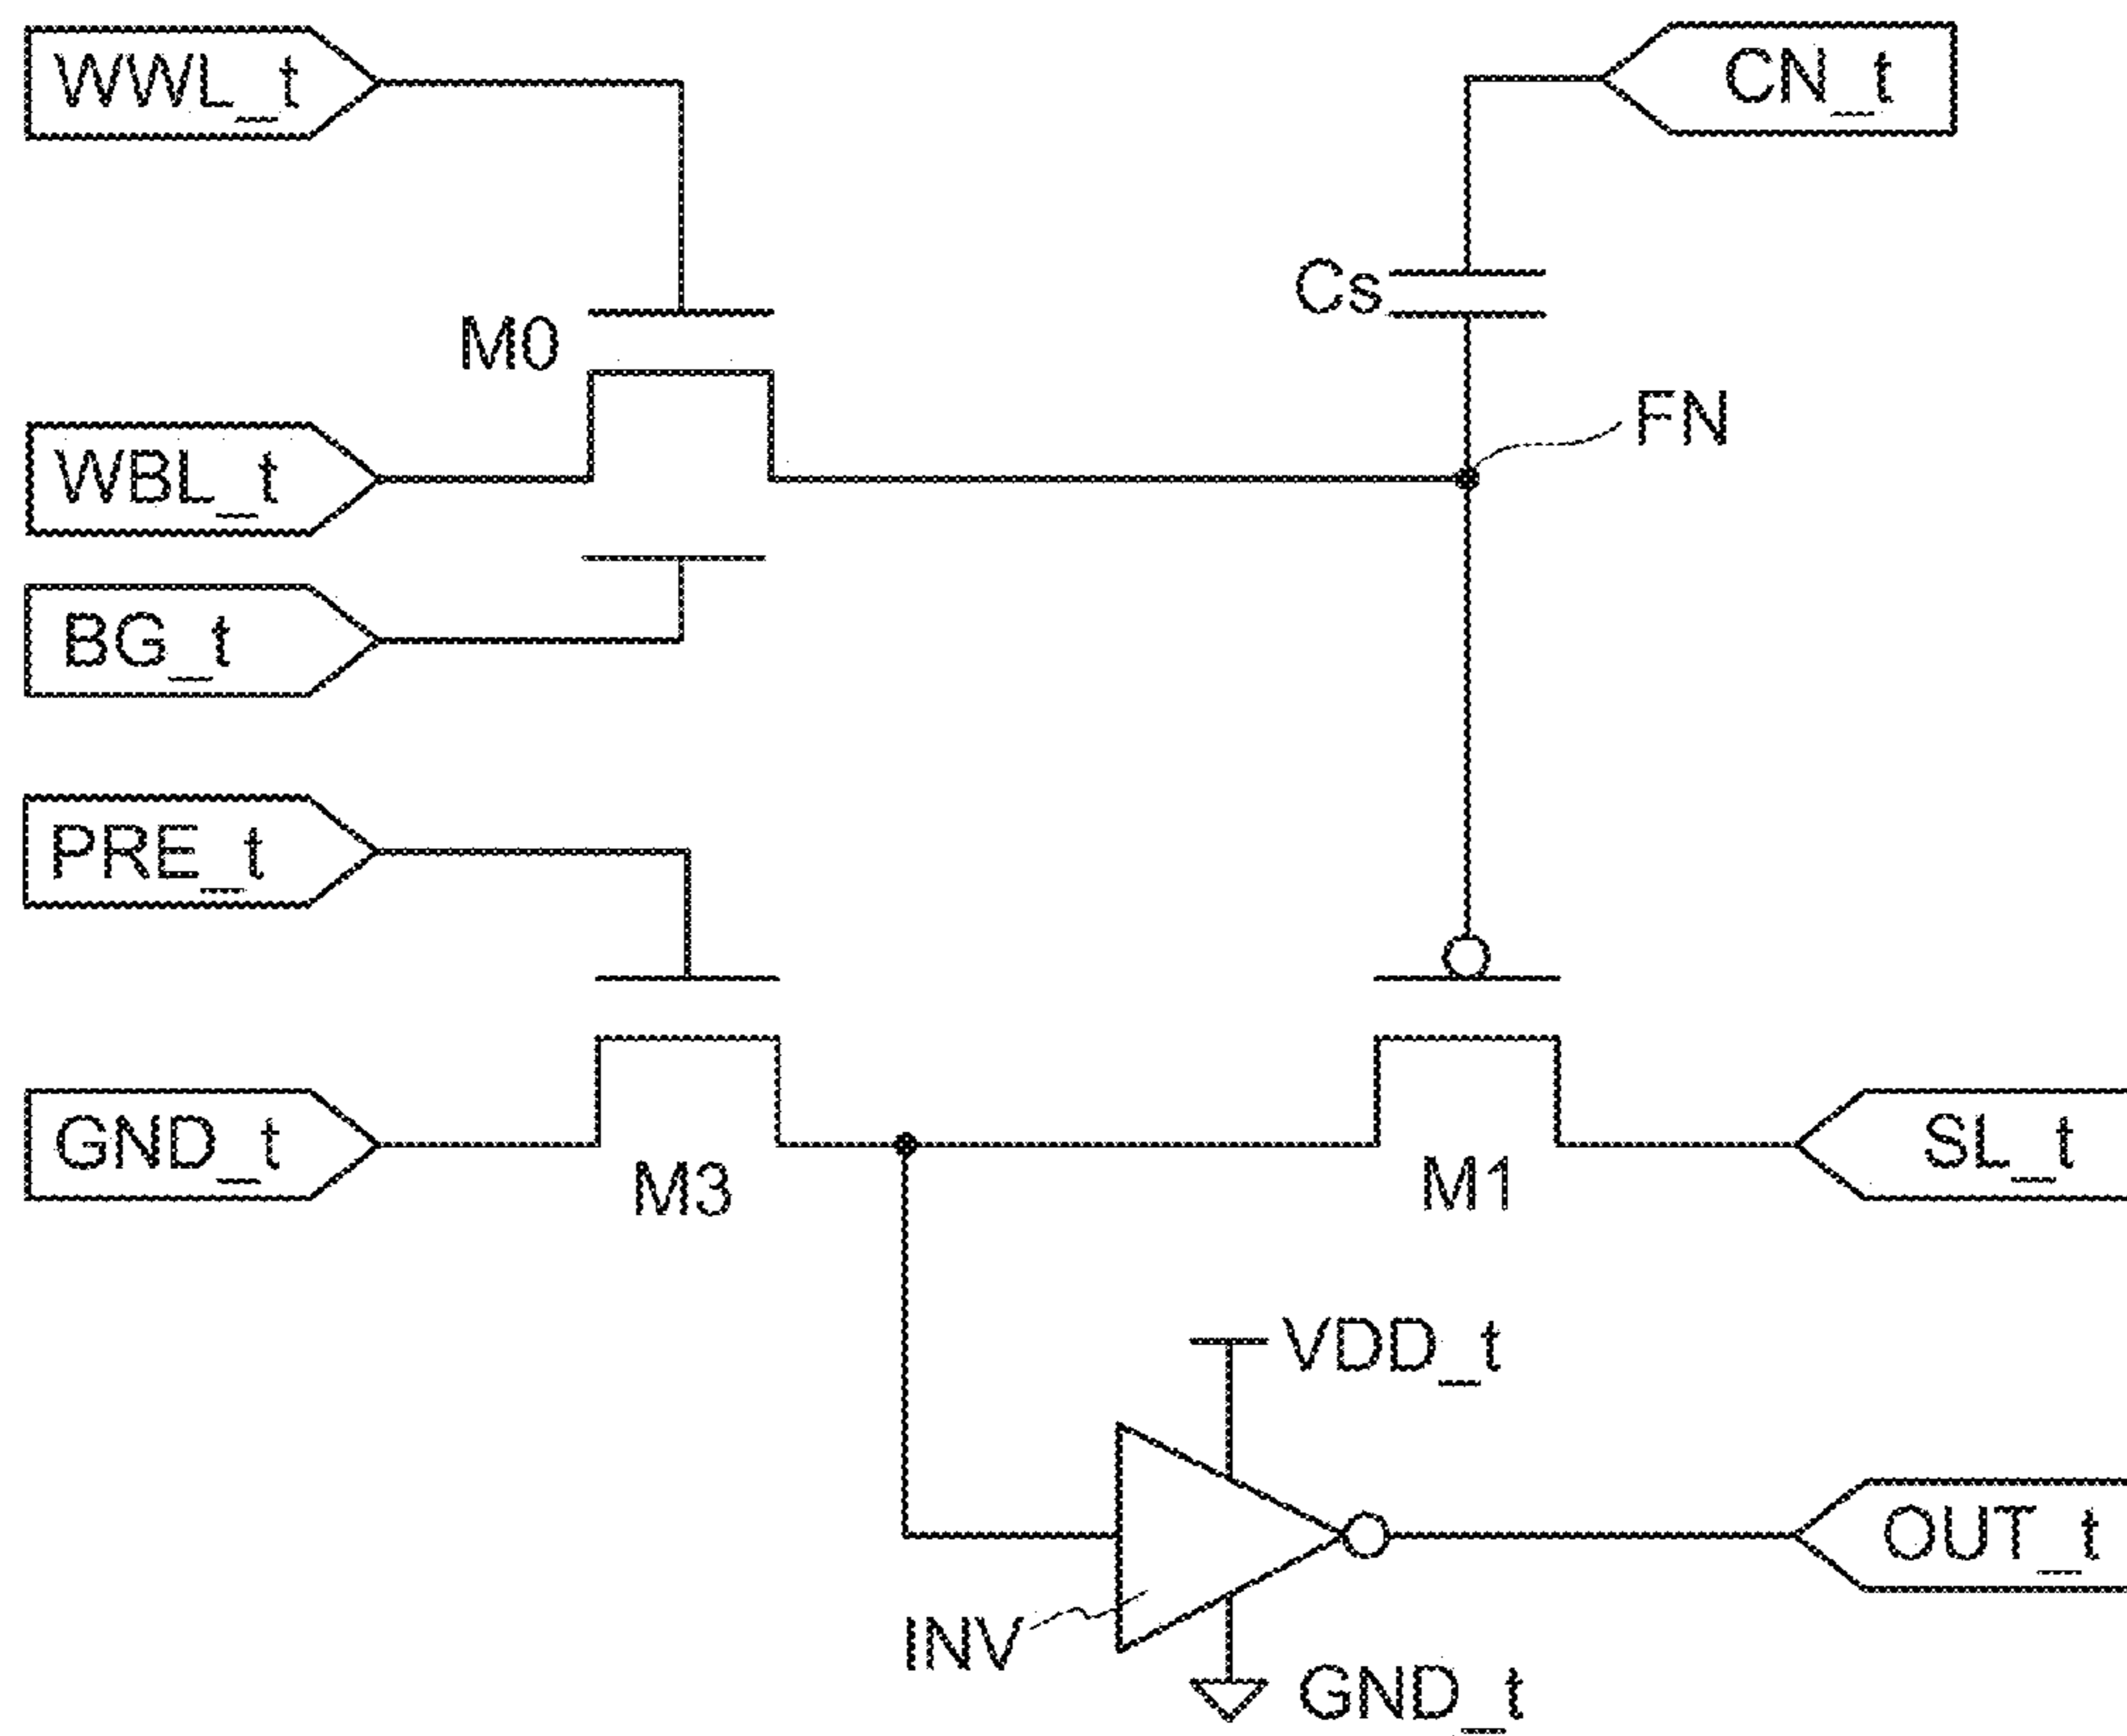 WWL_t
CN_t
Cs
M0
FN
WBL_t
BG_t
PRE_t
GND_t
SL_t
M3
M1
VDD_t
OUT_t
INV
GND_t